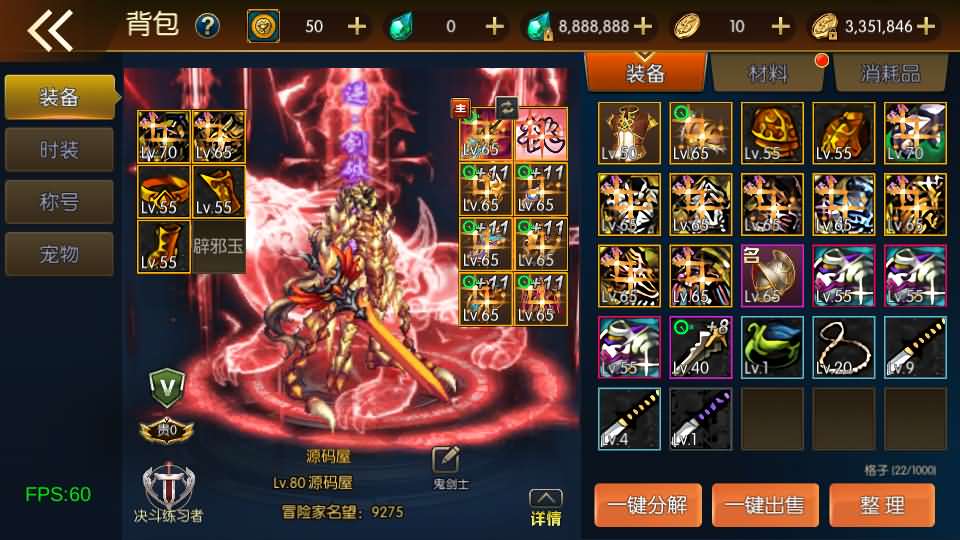 背包 ? 50 + 0 + 8,888,888 + 10 + 3,351,846 +
装备
时装
称号
宠物
装备 材料 消耗品
Lv.70 Lv.65
Lv.55 Lv.55
Lv.55 辟邪玉
主
Lv.65
+11 +11
Lv.65 Lv.65
+11 +11
Lv.65 Lv.65
+11 +11
Lv.65 Lv.65
Lv.50 Lv.65 Lv.55 Lv.55 Lv.70
Lv.65 Lv.65 Lv.65 Lv.65 Lv.65
名
Lv.65 Lv.65 Lv.65 Lv.55 Lv.55
+8
Lv.55 Lv.40 Lv.1 Lv.20 Lv.9
Lv.4 Lv.1
V
贵0
决斗练习者
源码屋
Lv.80 源码屋
冒险家名望：9275
鬼剑士
详情
格子 (22/1000)
一键分解 一键出售 整 理
FPS:60